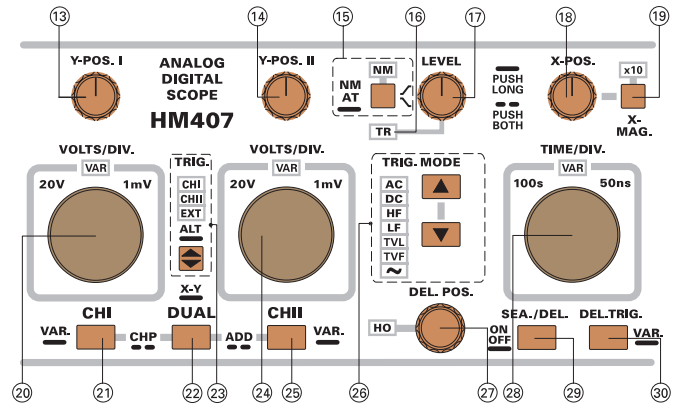 13 14 15 16 17 18 19
Y-POS. I
ANALOG
DIGITAL
SCOPE
HM407
Y-POS. II
NM
AT
NM
LEVEL
TR
PUSH
LONG
PUSH
BOTH
X-POS.
x10
X-
MAG.
VOLTS/DIV.
VAR
20V 1mV
TRIG.
CHI
CHII
EXT
ALT
VOLTS/DIV.
VAR
20V 1mV
TRIG. MODE
AC
DC
HF
LF
TVL
TVF
~
TIME/DIV.
VAR
100s 50ns
X-Y
CHI
VAR.
CHP
DUAL
ADD
CHII
VAR.
DEL. POS.
HO
ON
OFF
SEA./DEL.
DEL.TRIG.
VAR.
20 21 22 23 24 25 26 27 28 29 30